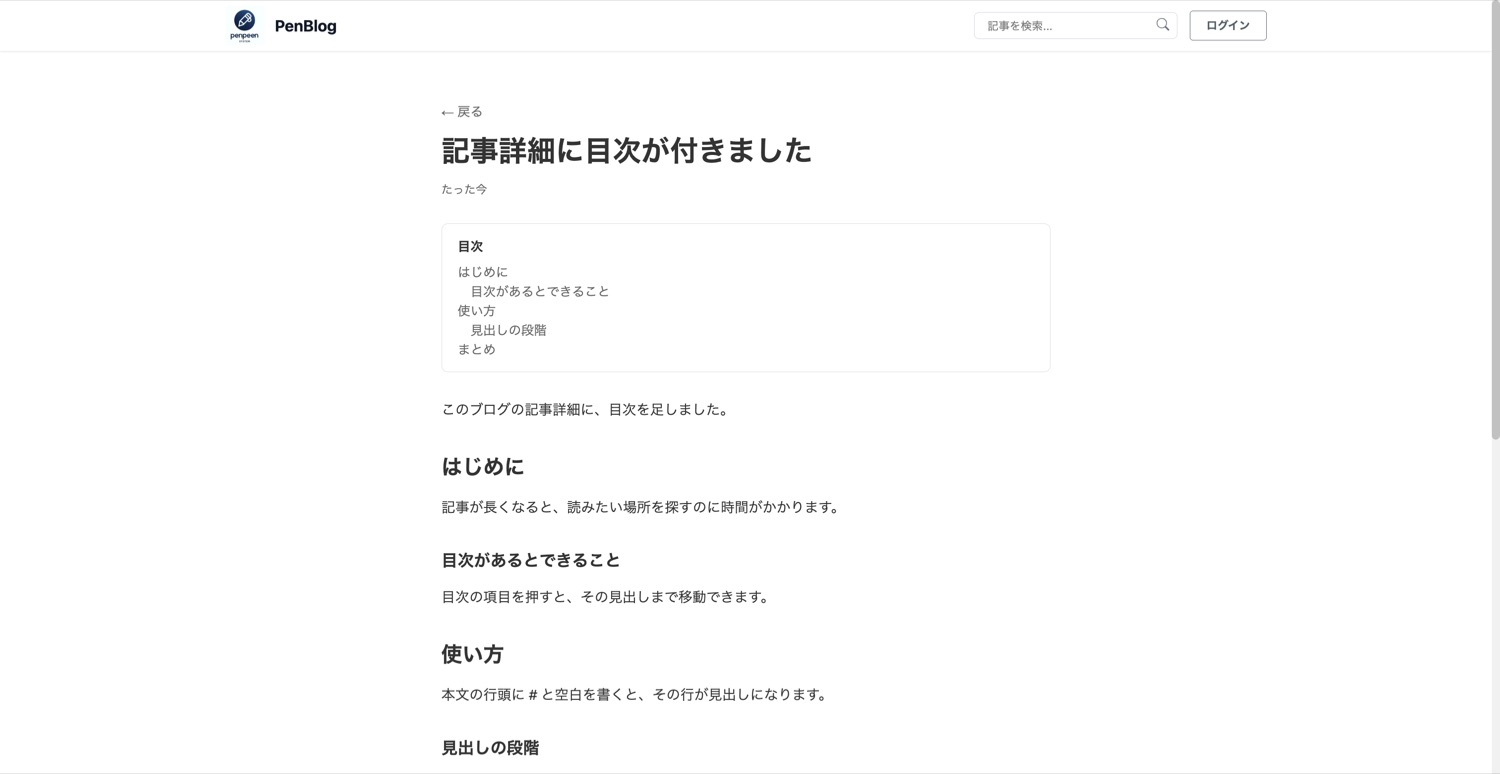 penpeen
PenBlog
記事を検索...
ログイン
← 戻る
記事詳細に目次が付きました
たった今
目次
はじめに
目次があるとできること
使い方
見出しの段階
まとめ
このブログの記事詳細に、目次を足しました。
はじめに
記事が長くなると、読みたい場所を探すのに時間がかかります。
目次があるとできること
目次の項目を押すと、その見出しまで移動できます。
使い方
本文の行頭に # と空白を書くと、その行が見出しになります。
見出しの段階